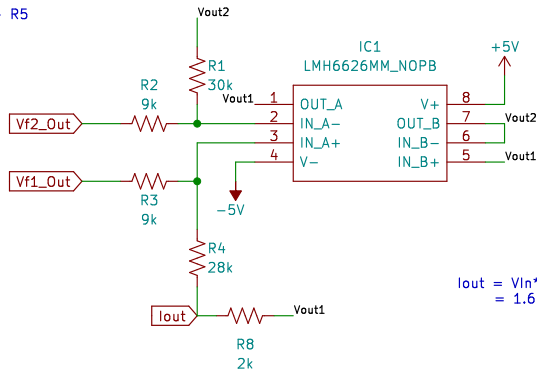 R5
Vout2
IC1
LMH6626MM_NOPB
+5V
R1
30k
R2
9k
Vout1
1 OUT_A V+ 8
Vf2_Out
2 IN_A- OUT_B 7 Vout2
3 IN_A+ IN_B- 6
4 V- IN_B+ 5 Vout1
Vf1_Out
R3
9k
-5V
R4
28k
Iout = VIn*
= 1.6
Iout
Vout1
R8
2k